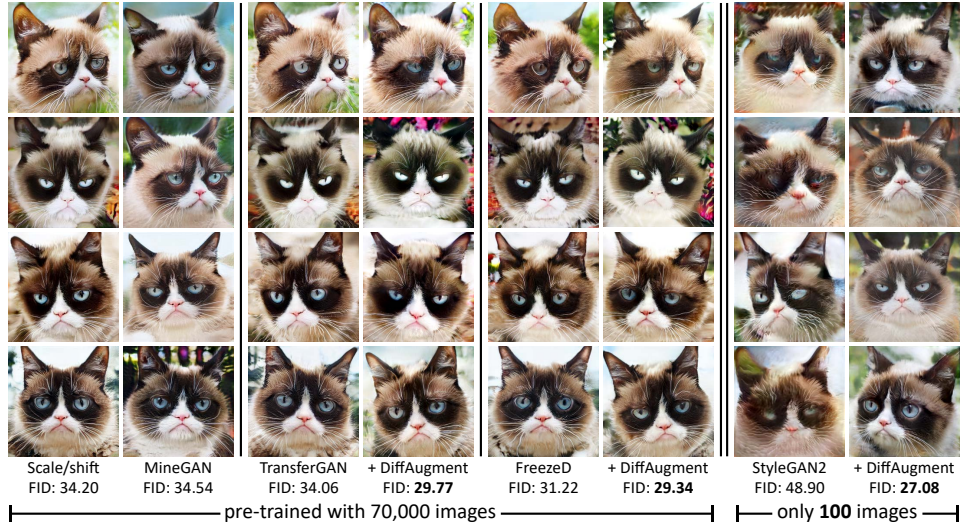 Scale/shift MineGAN TransferGAN + DiffAugment FreezeD + DiffAugment StyleGAN2 + DiffAugment
FID: 34.20 FID: 34.54 FID: 34.06 FID: 29.77 FID: 31.22 FID: 29.34 FID: 48.90 FID: 27.08
pre-trained with 70,000 images only 100 images